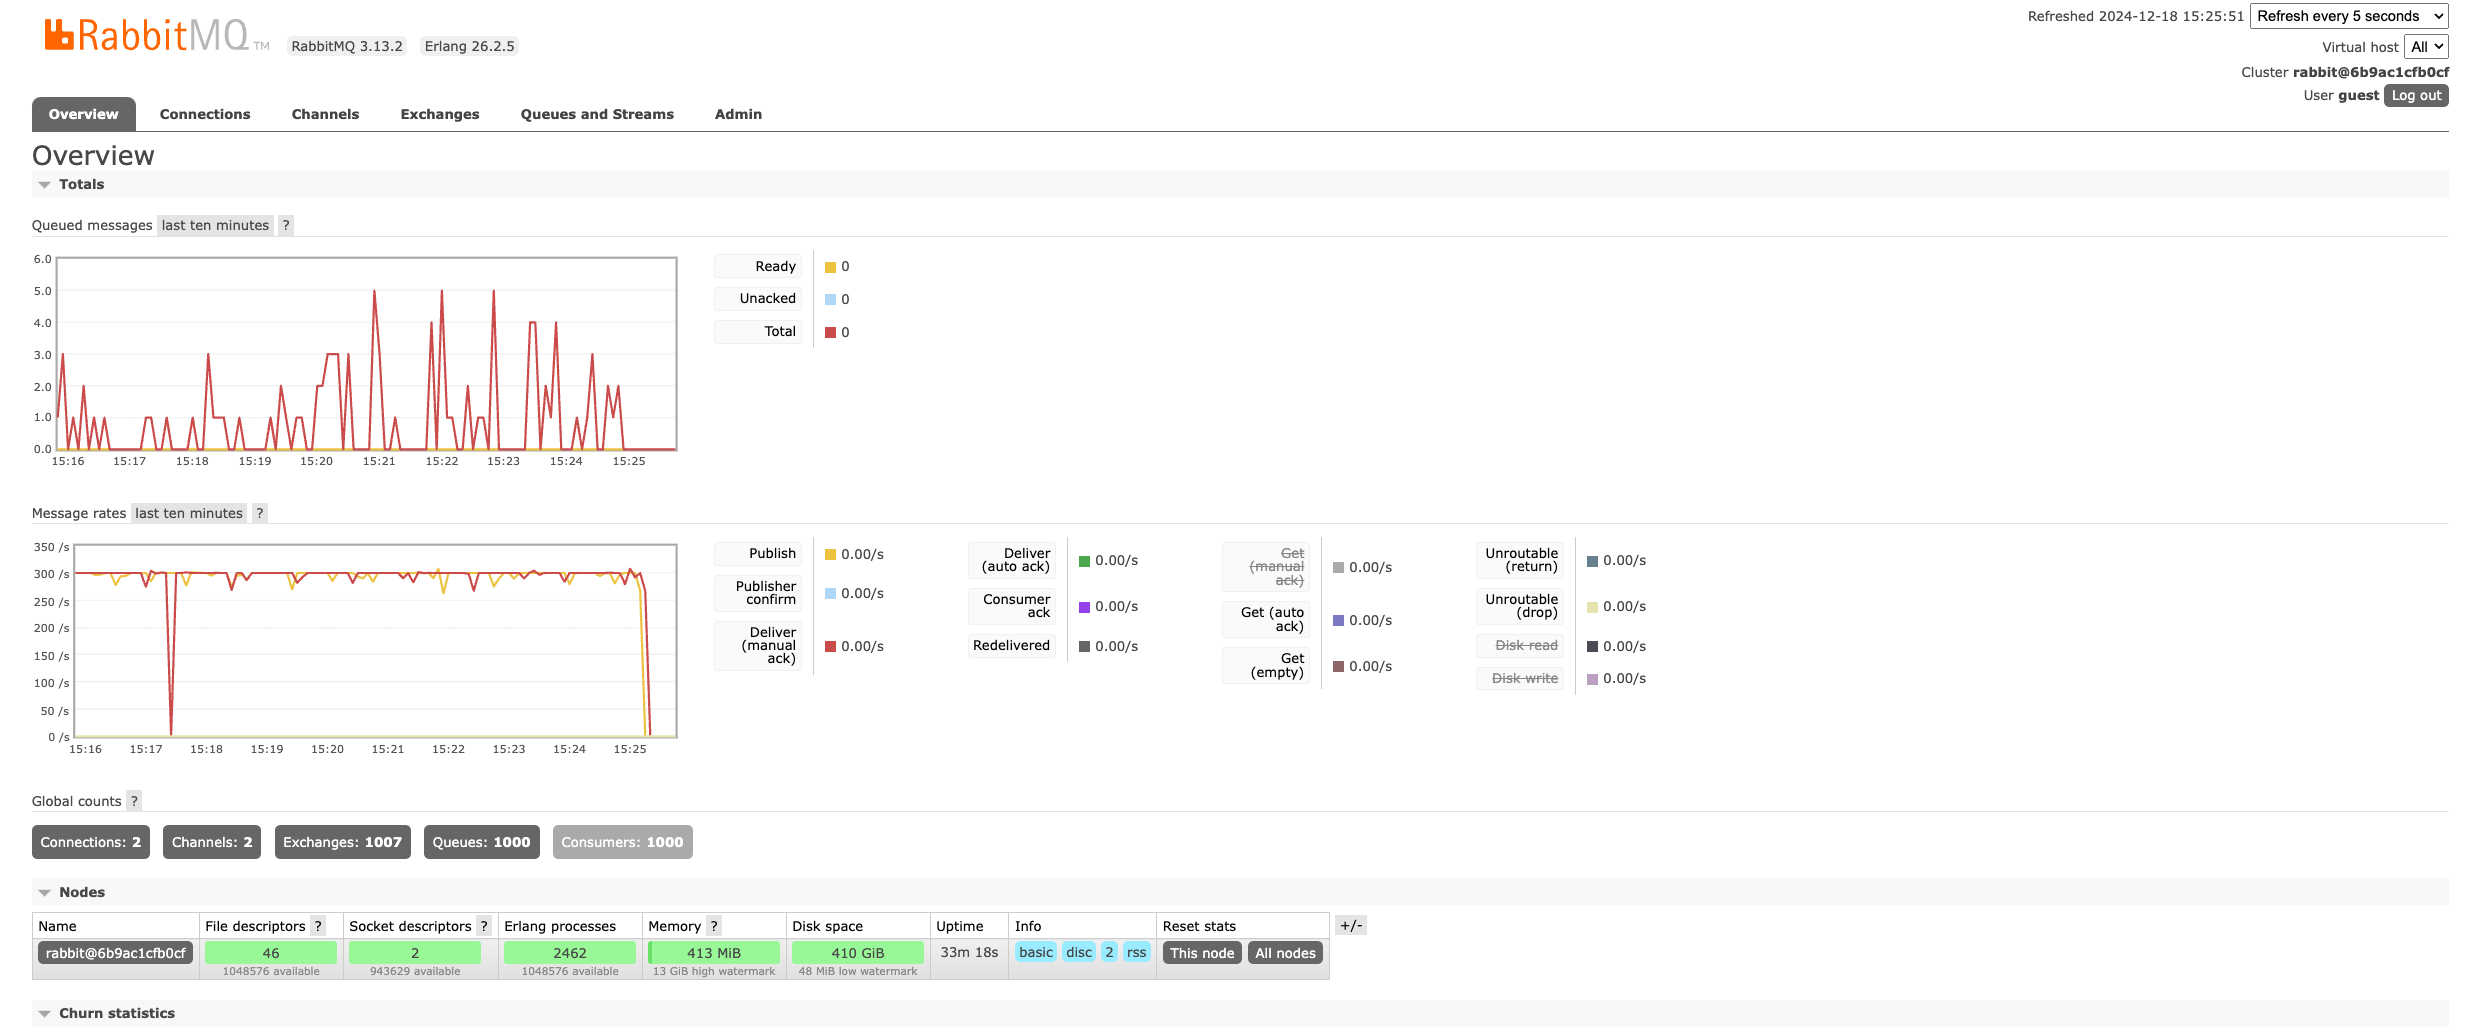 RabbitMQ TM RabbitMQ 3.13.2 Erlang 26.2.5
Refreshed 2024-12-18 15:25:51 Refresh every 5 seconds
Virtual host All
Cluster rabbit@6b9ac1cfb0cf
User guest Log out
Overview Connections Channels Exchanges Queues and Streams Admin
Overview
Totals
Queued messages last ten minutes ?
6.0
5.0
4.0
3.0
2.0
1.0
0.0
15:16 15:17 15:18 15:19 15:20 15:21 15:22 15:23 15:24 15:25
Ready 0
Unacked 0
Total 0
Message rates last ten minutes ?
350 /s
300 /s
250 /s
200 /s
150 /s
100 /s
50 /s
0 /s
15:16 15:17 15:18 15:19 15:20 15:21 15:22 15:23 15:24 15:25
Publish 0.00/s
Publisher
confirm 0.00/s
Deliver
(manual 0.00/s
ack)
Deliver
(auto ack) 0.00/s
Consumer
ack 0.00/s
Redelivered 0.00/s
Get
(manual 0.00/s
ack)
Get (auto
ack) 0.00/s
Get
(empty) 0.00/s
Unroutable
(return) 0.00/s
Unroutable
(drop) 0.00/s
Disk read 0.00/s
Disk write 0.00/s
Global counts ?
Connections: 2 Channels: 2 Exchanges: 1007 Queues: 1000 Consumers: 1000
Nodes
Name File descriptors ? Socket descriptors ? Erlang processes Memory ? Disk space Uptime Info Reset stats +/-
rabbit@6b9ac1cfb0cf 46 2 2462 413 MiB 410 GiB 33m 18s basic disc 2 rss This node All nodes
1048576 available 943629 available 1048576 available 13 GiB high watermark 48 MiB low watermark
Churn statistics